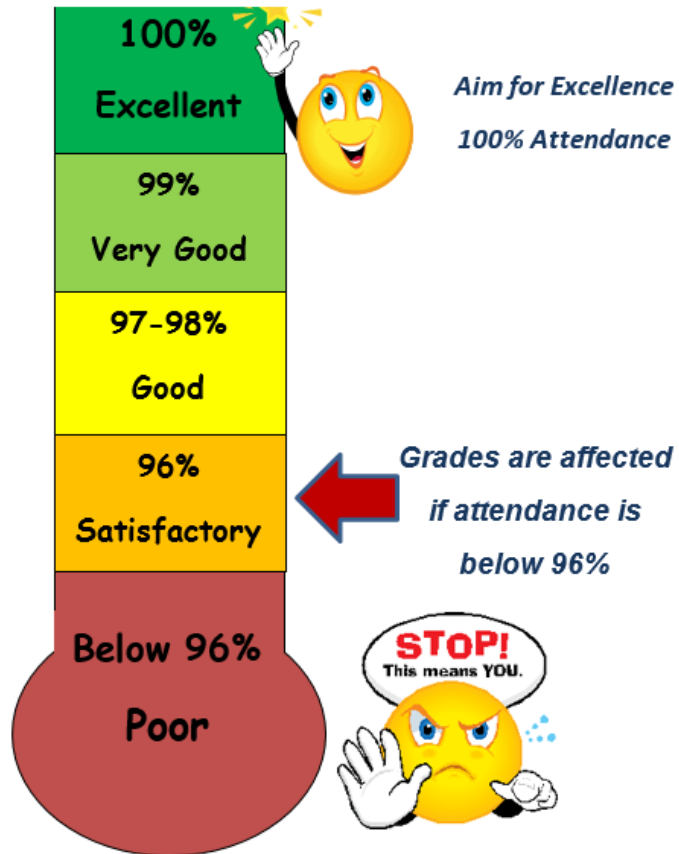 100%
Excellent
Aim for Excellence
100% Attendance
99%
Very Good
97-98%
Good
96%
Satisfactory
Grades are affected
if attendance is
below 96%
Below 96%
Poor
STOP!
This means YOU.